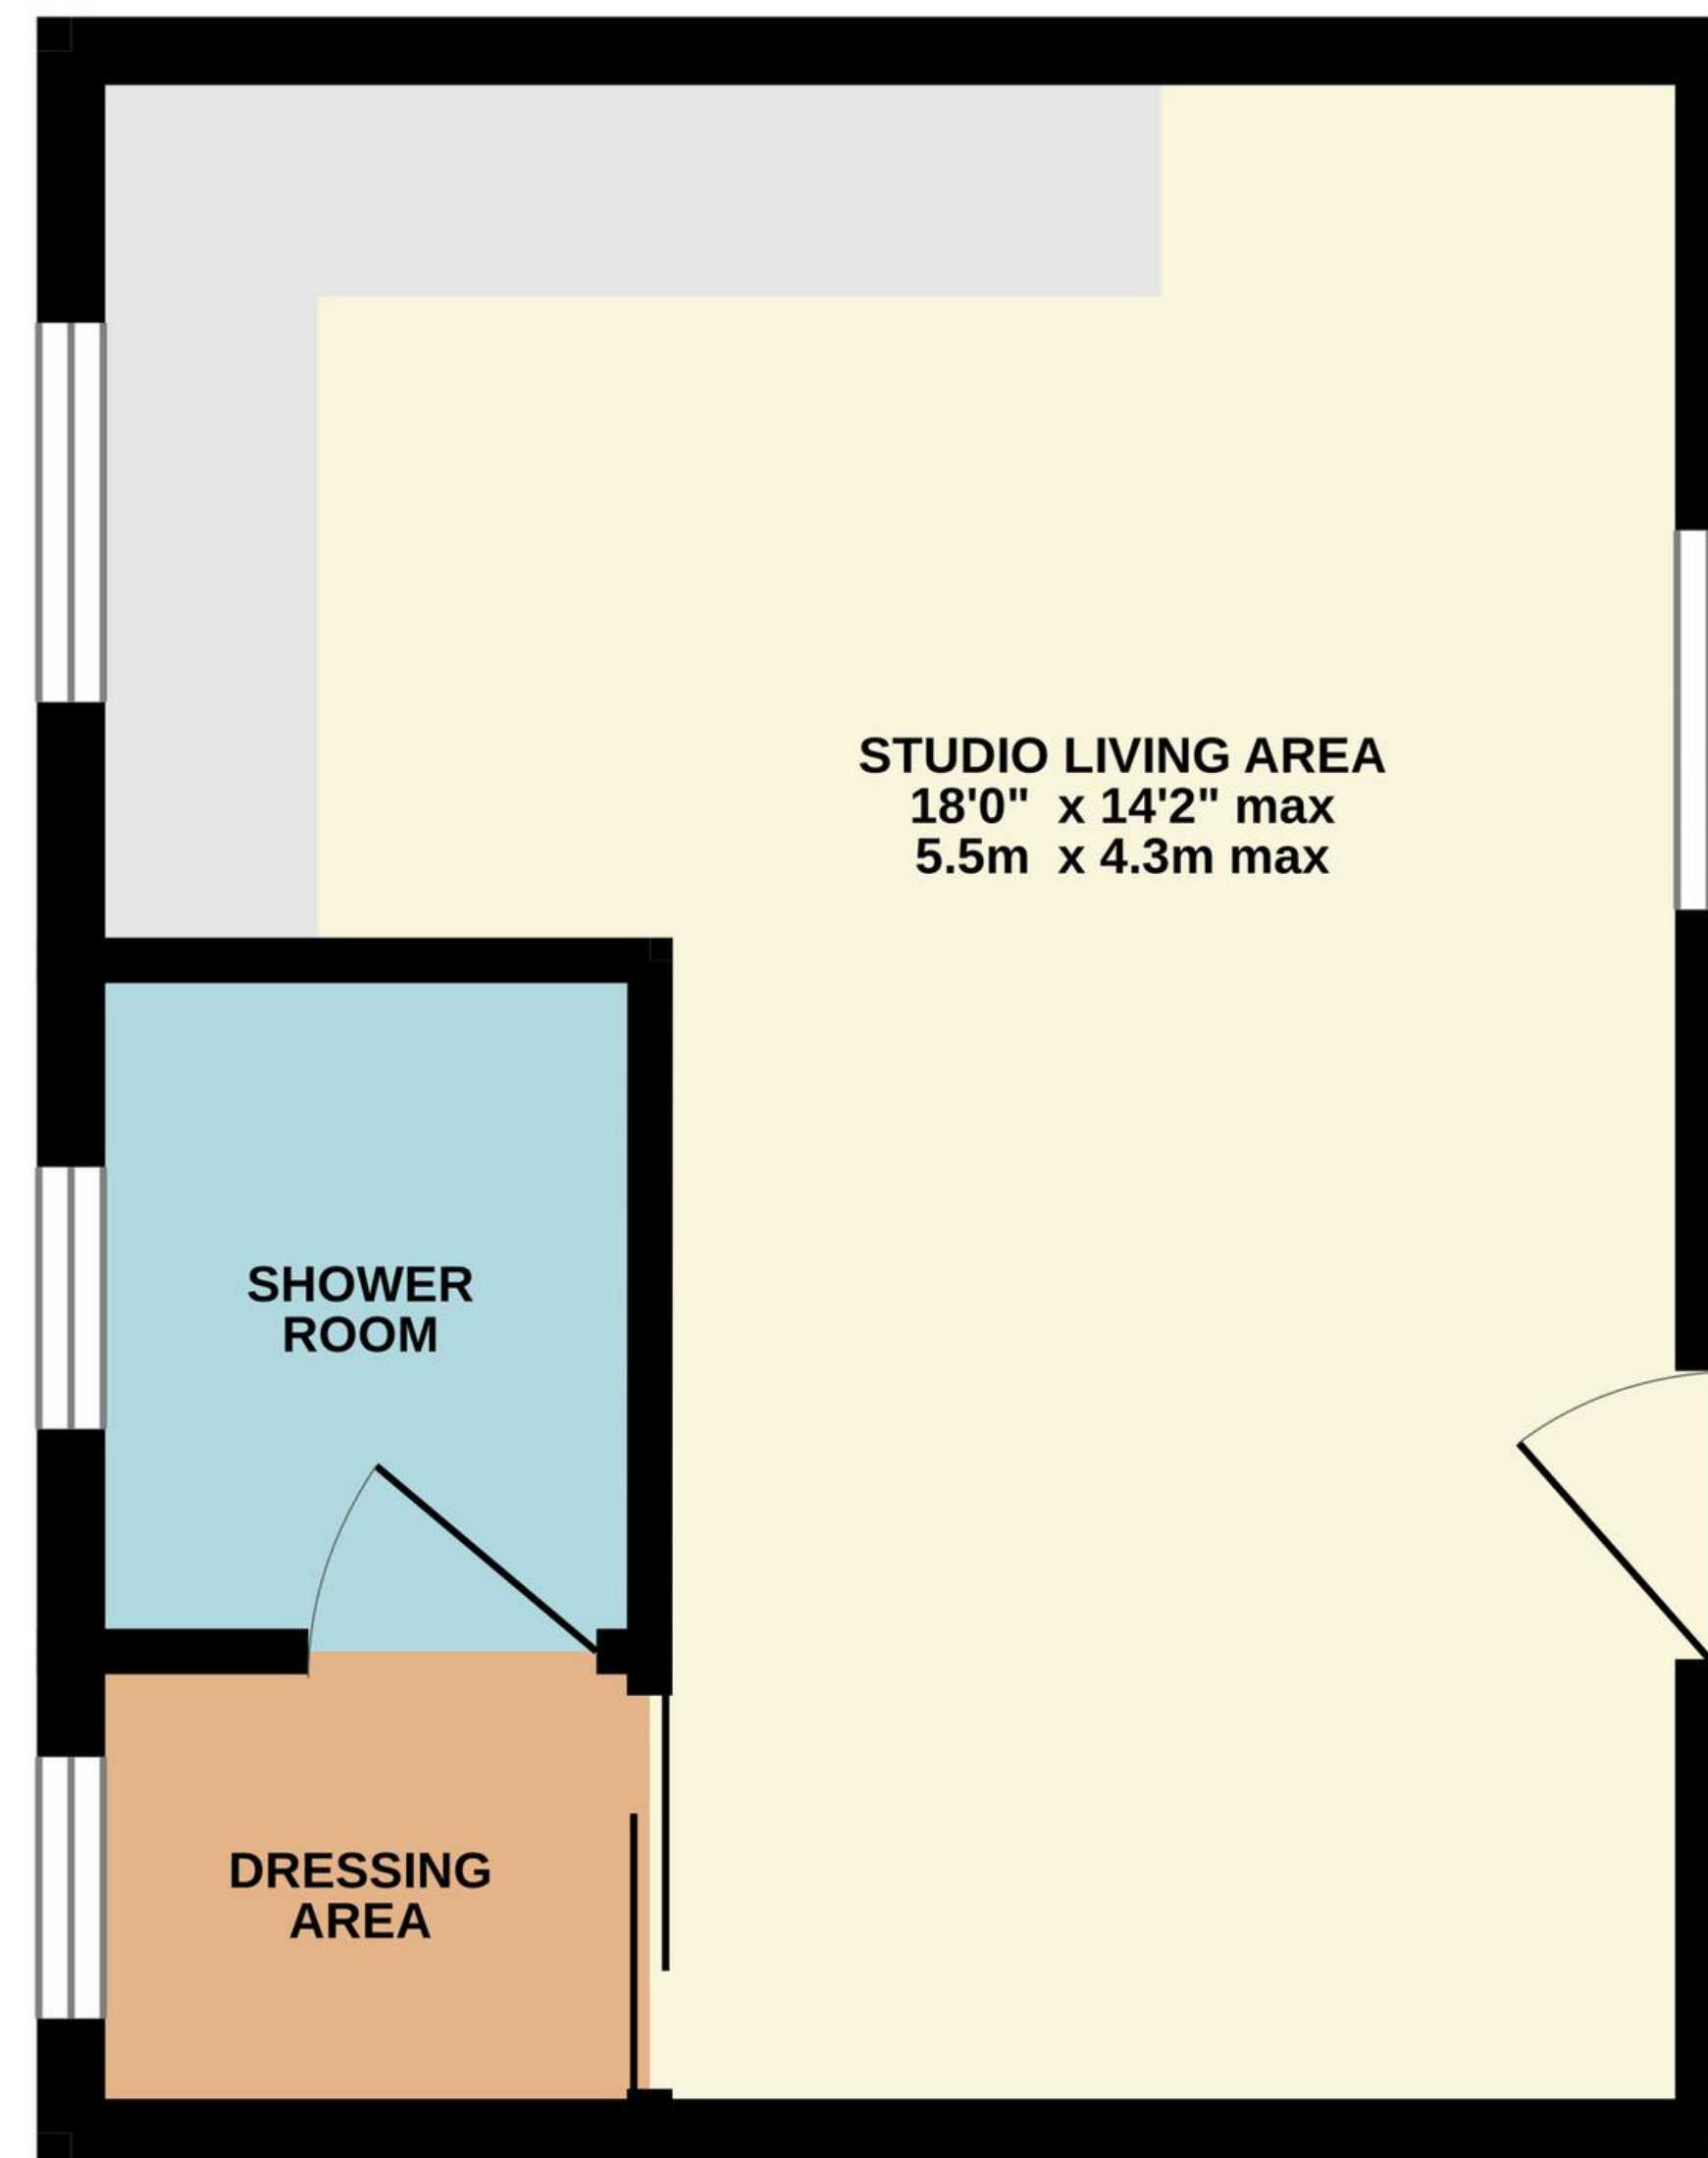 STUDIO LIVING AREA
18'0" x 14'2" max
5.5m x 4.3m max
SHOWER
ROOM
DRESSING
AREA